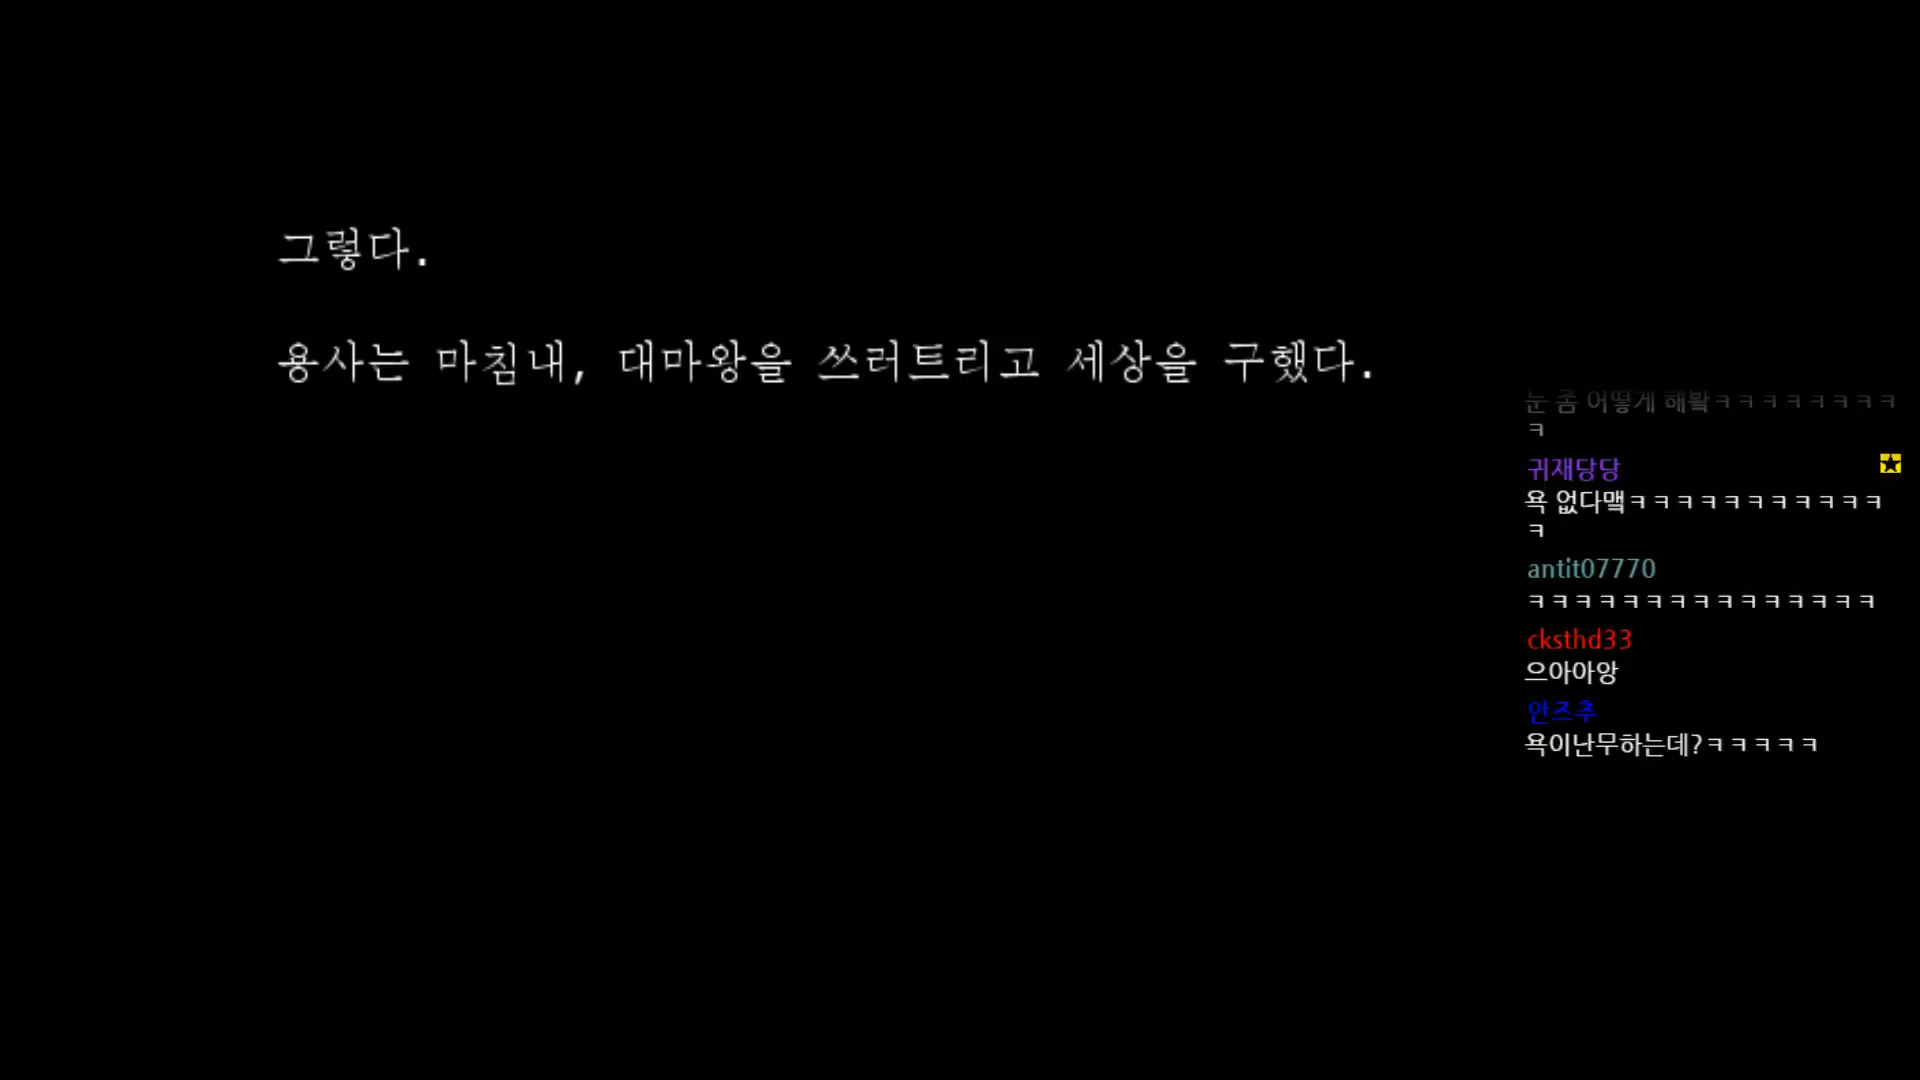 그렇다.
용사는 마침내, 대마왕을 쓰러트리고 세상을 구했다.
눈 좀 어떻게 해봨ㅋㅋㅋㅋㅋㅋㅋㅋ
ㅋ
귀재당당
욕 없다맼ㅋㅋㅋㅋㅋㅋㅋㅋㅋㅋㅋ
ㅋ
antit07770
ㅋㅋㅋㅋㅋㅋㅋㅋㅋㅋㅋㅋㅋㅋㅋ
cksthd33
으아아앙
안즈추
욕이난무하는데?ㅋㅋㅋㅋㅋ